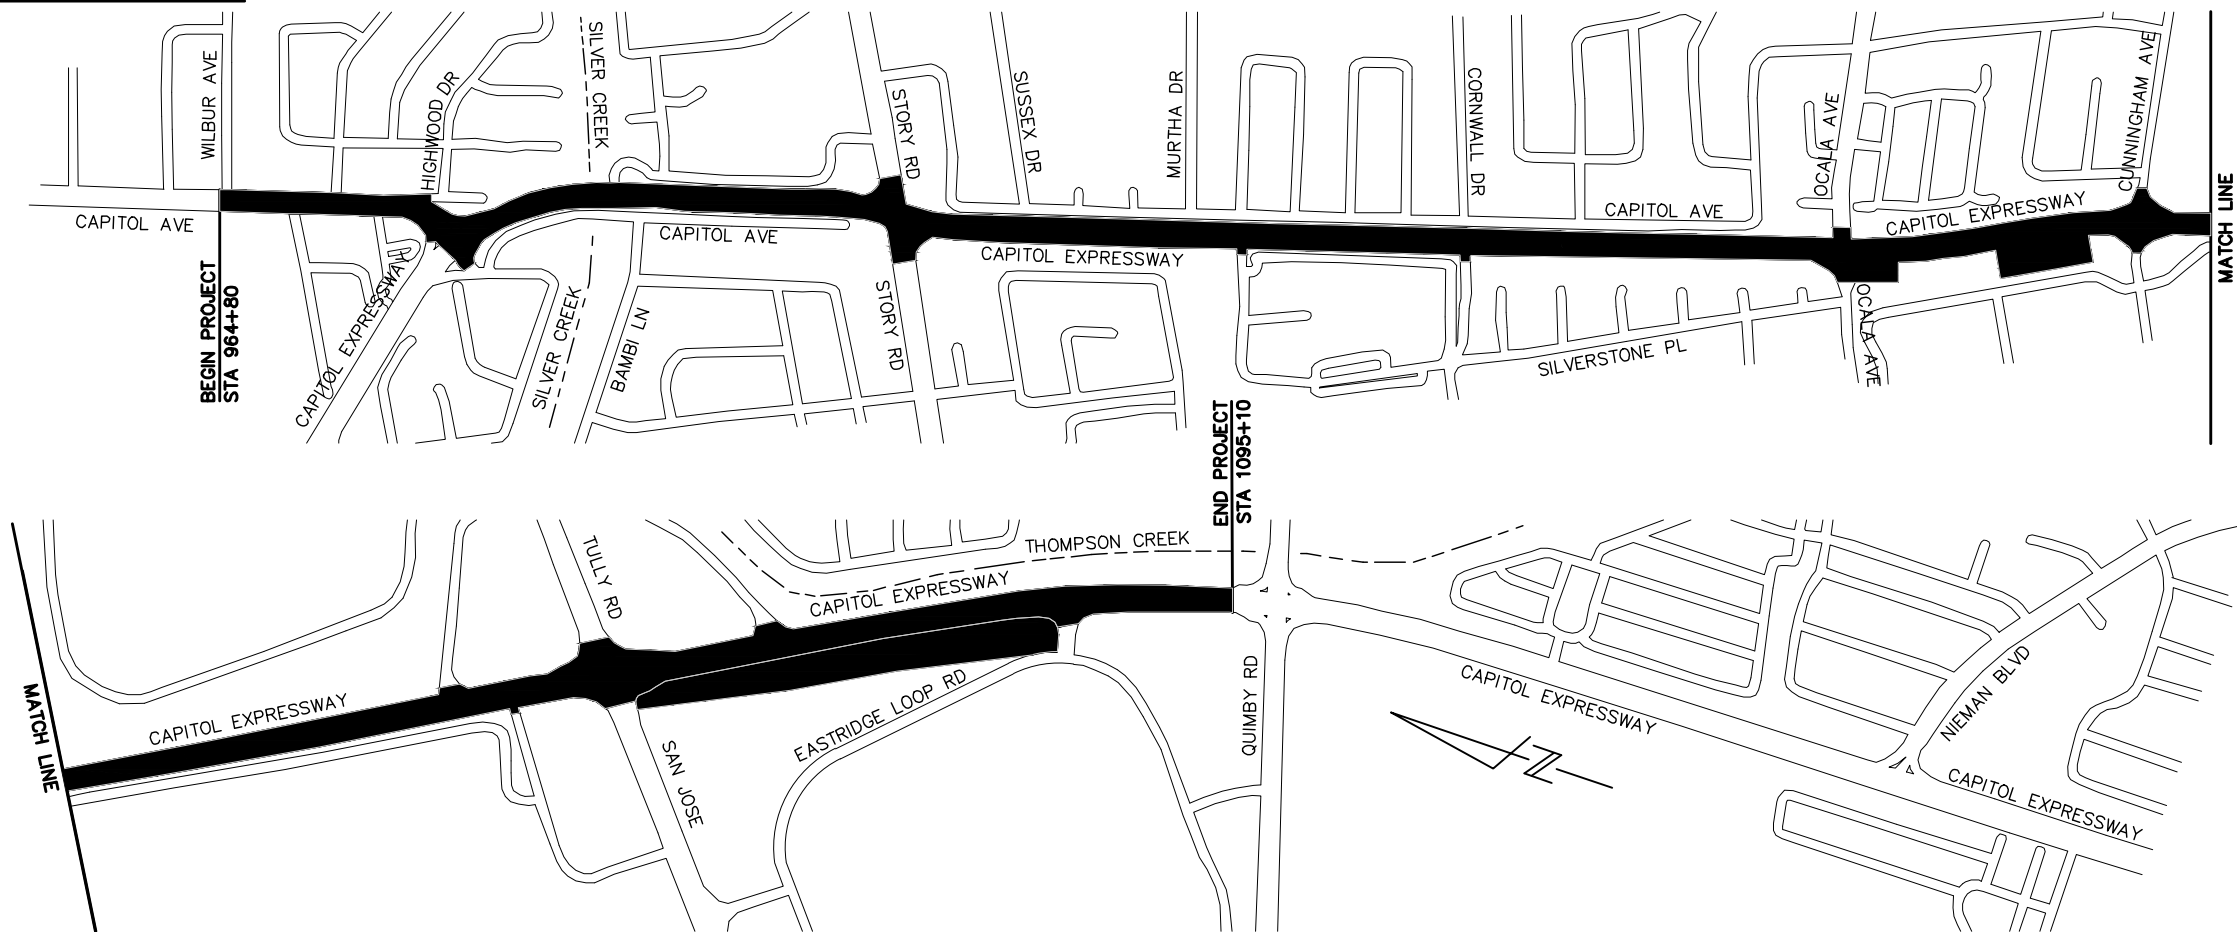 WILBUR AVE
HIGHWOOD DR
SILVER CREEK
STORY RD
SUSSEX DR
MURTHA DR
CORNWALL DR
OCALA AVE
CUNNINGHAM AVE
MATCH LINE
CAPITOL AVE
CAPITOL AVE
CAPITOL EXPRESSWAY
CAPITOL AVE
CAPITOL EXPRESSWAY
BEGIN PROJECT
STA 964+80
CAPITOL EXPRESSWAY
SILVER CREEK
BAMBI LN
STORY RD
SILVERSTONE PL
OCALA AVE
END PROJECT
STA 1095+10
TULLY RD
THOMPSON CREEK
CAPITOL EXPRESSWAY
MATCH LINE
CAPITOL EXPRESSWAY
SAN JOSE
EASTRIDGE LOOP RD
QUIMBY RD
CAPITOL EXPRESSWAY
N
NIEMAN BLVD
CAPITOL EXPRESSWAY